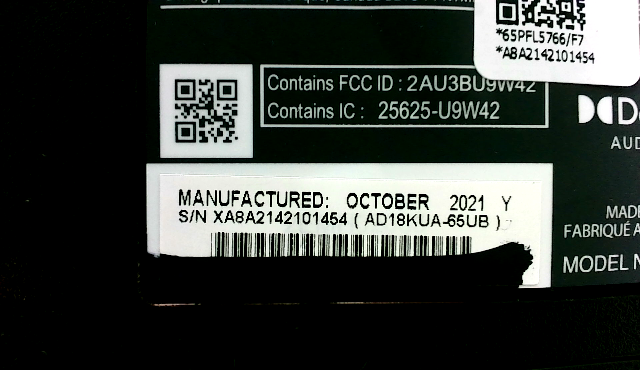 *65PFL5766/F7
*A8A2142101454
Contains FCC ID : 2AU3BU9W42
Contains IC : 25625-U9W42
AUD
MANUFACTURED: OCTOBER 2021 Y
S/N XA8A2142101454 ( AD18KUA-65UB )
MADE
FABRIQUÉ A
MODEL N